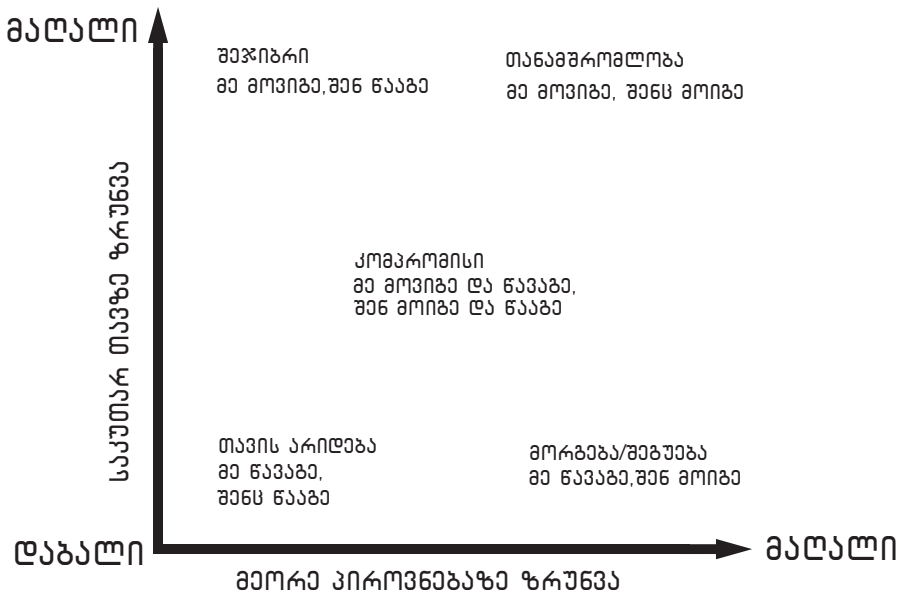 მაღალი
შეჯიბრი
მე მოვიგე,შენ წააგე
თანამშრომლობა
მე მოვიგე, შენც მოიგე
საკუთარ თავზე ზრუნვა
კომპრომისი
მე მოვიგე და წავაგე,
შენ მოიგე და წააგე
თავის არიდება
მე წავაგე,
შენც წააგე
მორგება/შეგუება
მე წავაგე,შენ მოიგე
დაბალი
მაღალი
მეორე პიროვნებაზე ზრუნვა